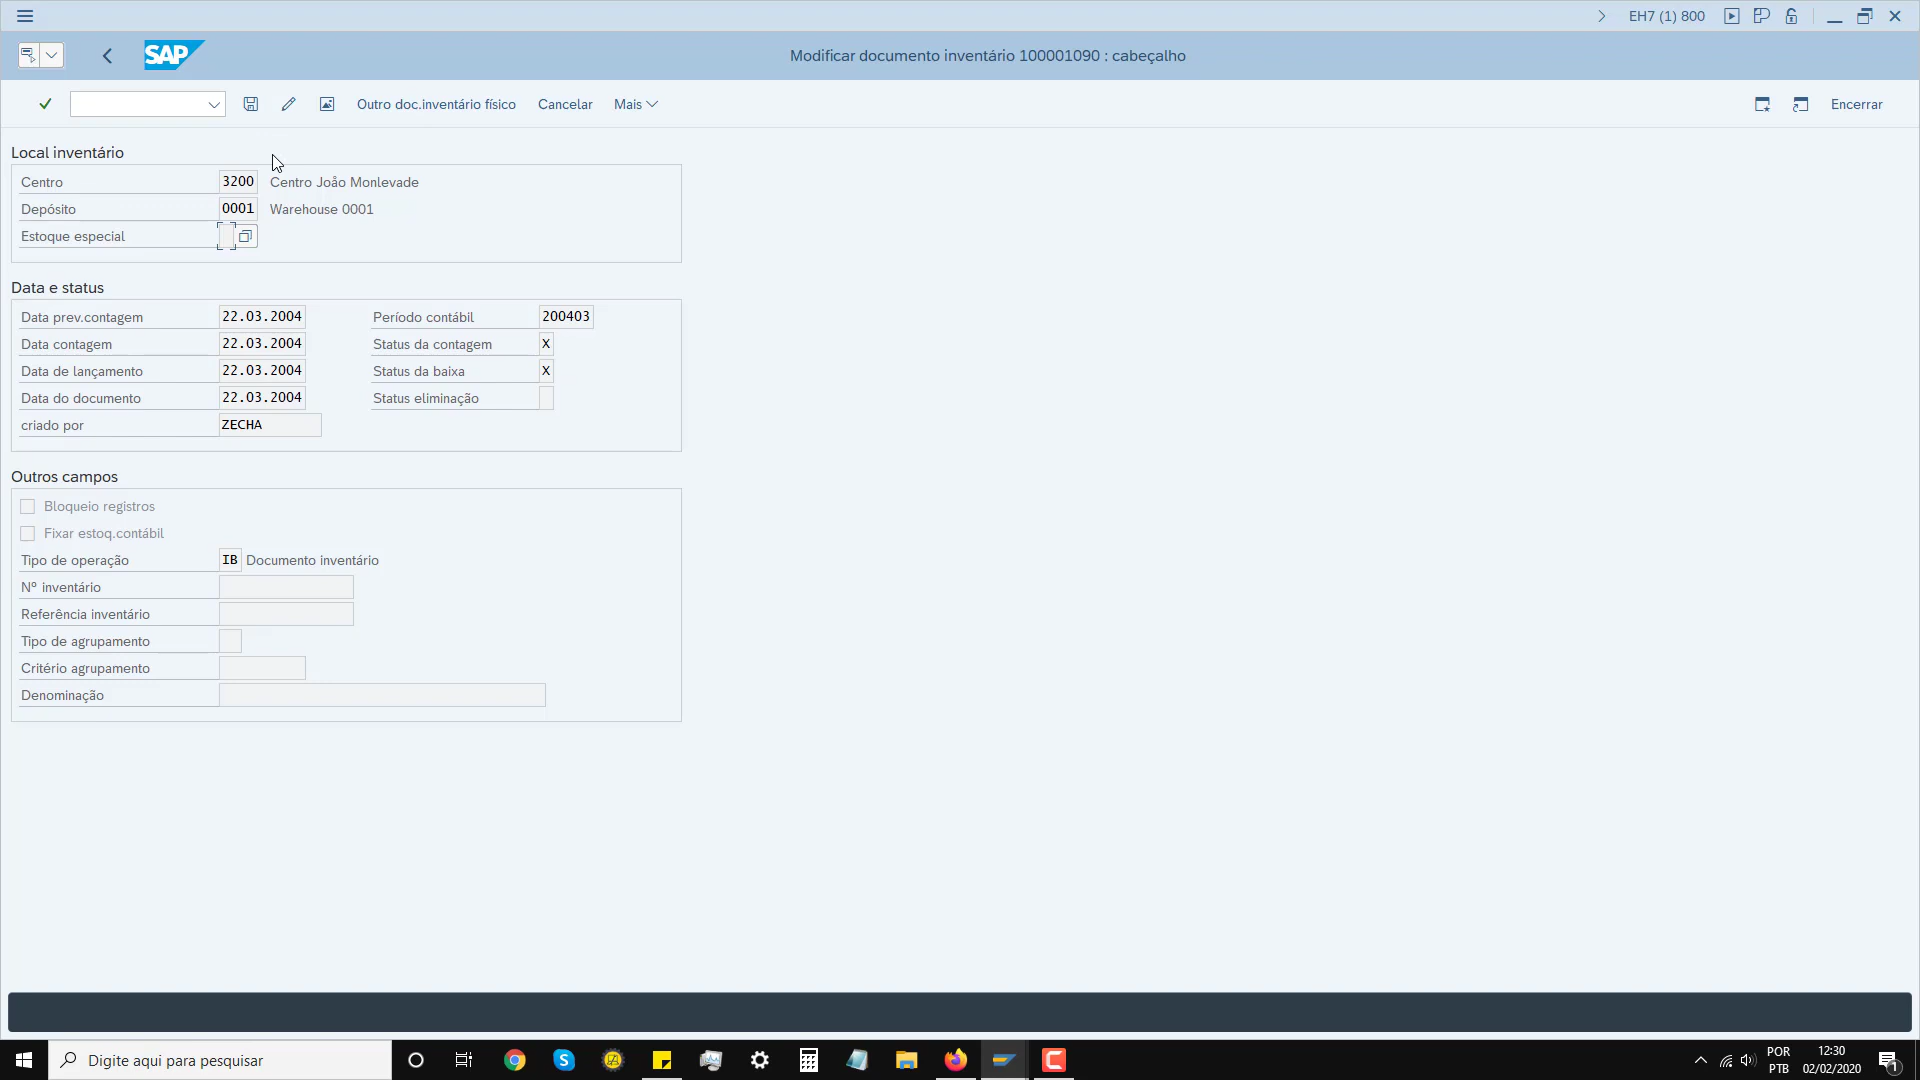 EH7 (1) 800
SAP
Modificar documento inventário 100001090 : cabeçalho
Outro doc.inventário físico Cancelar Mais Encerrar
Local inventário
Centro 3200 Centro João Monlevade
Depósito 0001 Warehouse 0001
Estoque especial
Data e status
Data prev.contagem 22.03.2004 Período contábil 200403
Data contagem 22.03.2004 Status da contagem X
Data de lançamento 22.03.2004 Status da baixa X
Data do documento 22.03.2004 Status eliminação
criado por ZECHA
Outros campos
Bloqueio registros
Fixar estoq.contábil
Tipo de operação IB Documento inventário
Nº inventário
Referência inventário
Tipo de agrupamento
Critério agrupamento
Denominação
Digite aqui para pesquisar
POR 12:30
PTB 02/02/2020
1